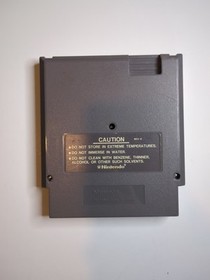 CAUTION
●DO NOT STORE IN EXTREME TEMPERATURES.
●DO NOT IMMERSE IN WATER.
●DO NOT CLEAN WITH BENZENE, THINNER,
ALCOHOL OR OTHER SUCH SOLVENTS.
Nintendo